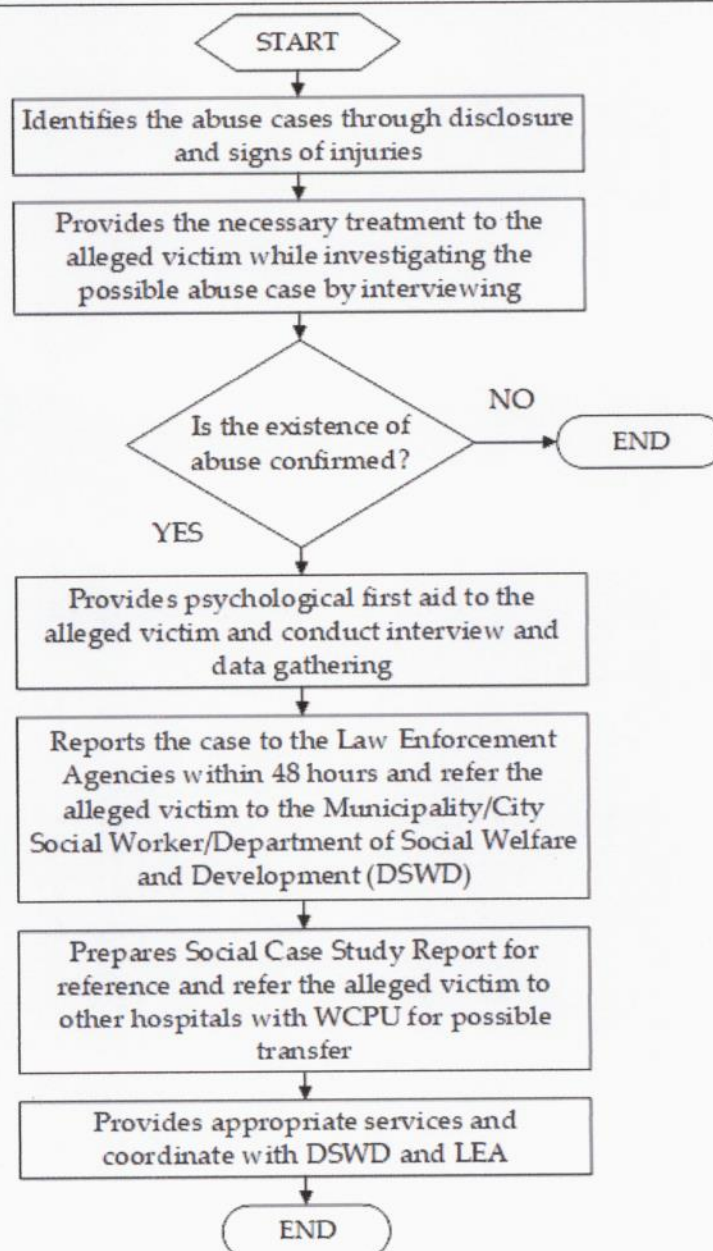 START
Identifies the abuse cases through disclosure
and signs of injuries
Provides the necessary treatment to the
alleged victim while investigating the
possible abuse case by interviewing
Is the existence of
abuse confirmed?
NO
END
YES
Provides psychological first aid to the
alleged victim and conduct interview and
data gathering
Reports the case to the Law Enforcement
Agencies within 48 hours and refer the
alleged victim to the Municipality/City
Social Worker/Department of Social Welfare
and Development (DSWD)
Prepares Social Case Study Report for
reference and refer the alleged victim to
other hospitals with WCPU for possible
transfer
Provides appropriate services and
coordinate with DSWD and LEA
END